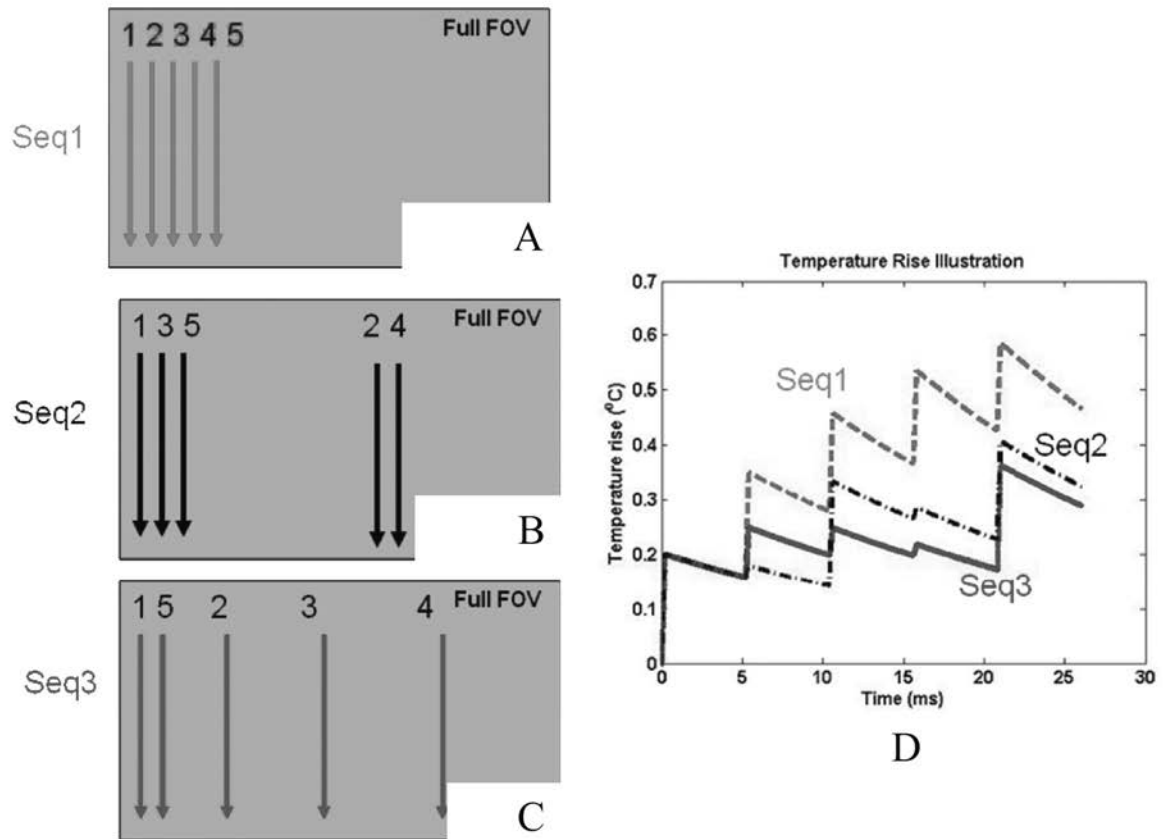 1 2 3 4 5
Full FOV
Seq1
A
1 3 5
2 4
Full FOV
Seq2
B
1 5
2
3
4
Full FOV
Seq3
C
Temperature Rise Illustration
0.7
0.6
0.5
0.4
0.3
0.2
0.1
0
Temperature rise (⁰C)
Seq1
Seq2
Seq3
0 5 10 15 20 25 30
Time (ms)
D